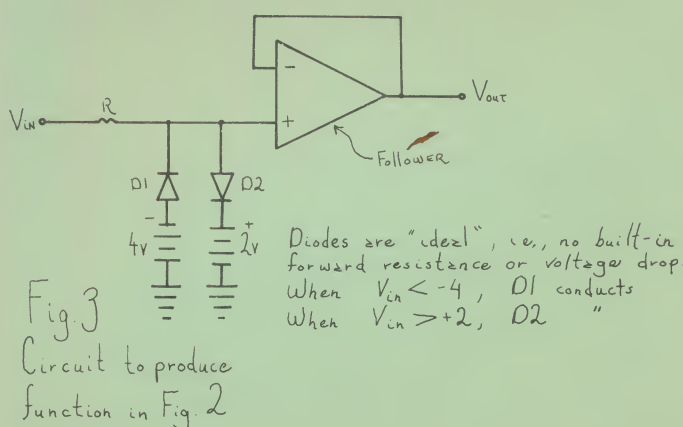 -
VOUT
VIN
R
+
Follower
D1
D2
-
+
4v
2v
Diodes are "ideal", i.e., no built-in
forward resistance or voltage drop.
When Vin < -4, D1 conducts
When Vin > +2, D2 "
Fig. 3
Circuit to produce
function in Fig. 2